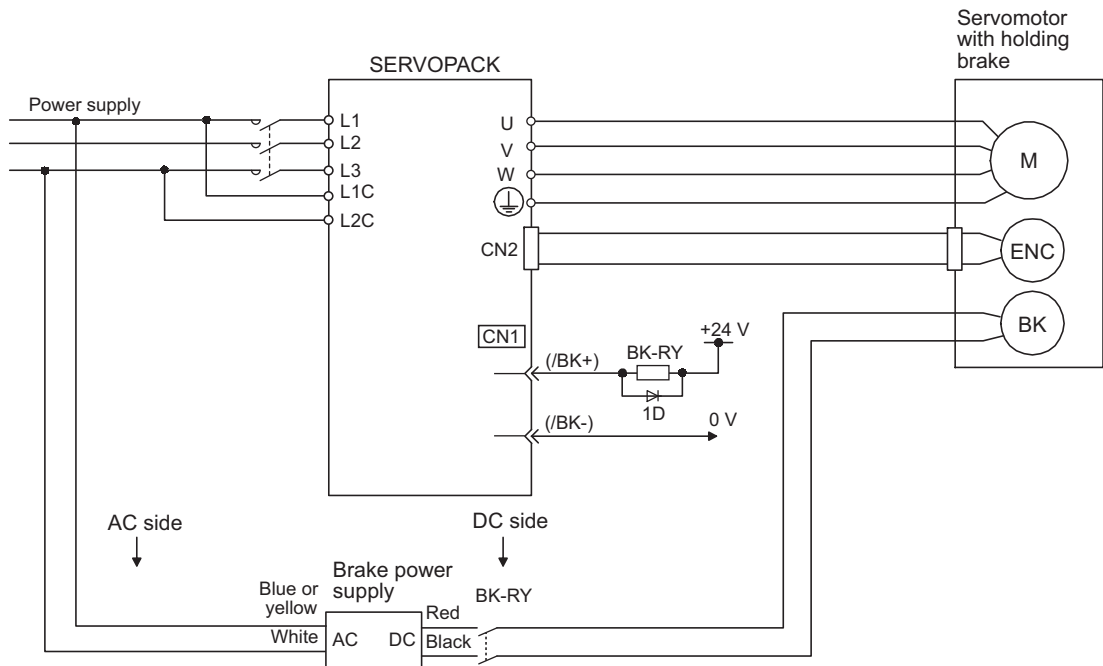 Servomotor
with holding
brake
SERVOPACK
Power supply
L1
L2
L3
L1C
L2C
U
V
W
CN2
M
ENC
BK
CN1
+24 V
(/BK+)
BK-RY
1D
(/BK-)
0 V
AC side
DC side
Brake power
supply
Blue or
yellow
White
AC
DC
Red
Black
BK-RY